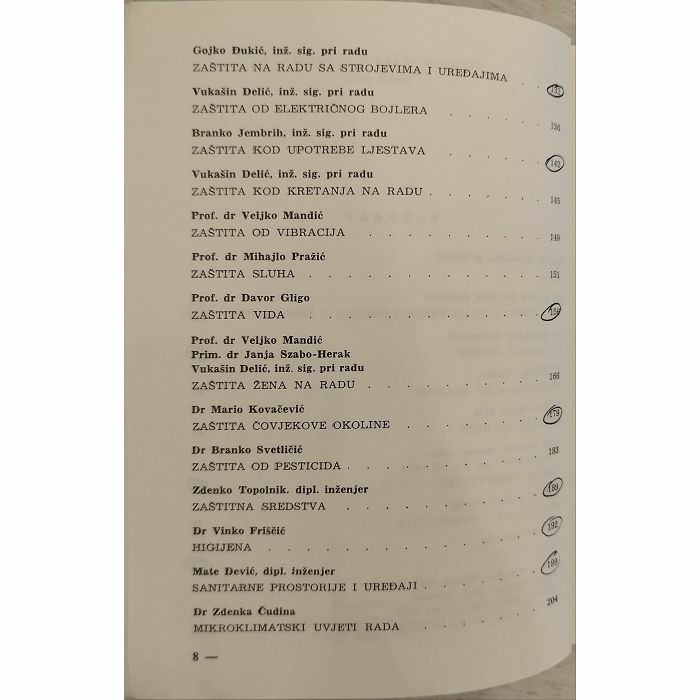 Gojko Đukić, inž. sig. pri radu
ZAŠTITA NA RADU SA STROJEVIMA I UREĐAJIMA . .
Vukašin Delić, inž. sig. pri radu
ZAŠTITA OD ELEKTRIČNOG BOJLERA . . . . . 136
Branko Jembrih, inž. sig. pri radu
ZAŠTITA KOD UPOTREBE LJESTAVA . . . . . 142
Vukašin Delić, inž. sig. pri radu
ZAŠTITA KOD KRETANJA NA RADU . . . . . . 145
Prof. dr Veljko Mandić
ZAŠTITA OD VIBRACIJA . . . . . . . . 149
Prof. dr Mihajlo Pražić
ZAŠTITA SLUHA . . . . . . . . . . 151
Prof. dr Davor Gligo
ZAŠTITA VIDA . . . . . . . . . . . 156
Prof. dr Veljko Mandić
Prim. dr Janja Szabo-Herak
Vukašin Delić, inž. sig. pri radu
ZAŠTITA ŽENA NA RADU . . . . . . . . 166
Dr Mario Kovačević
ZAŠTITA ČOVJEKOVE OKOLINE . . . . . . 179
Dr Branko Svetličić
ZAŠTITA OD PESTICIDA . . . . . . . . . 183
Zdenko Topolnik. dipl. inženjer
ZAŠTITNA SREDSTVA . . . . . . . . . 189
Dr Vinko Friščić
HIGIJENA . . . . . . . . . . . . 192
Mate Dević, dipl. inženjer
SANITARNE PROSTORIJE I UREĐAJI . . . . . . 199
Dr Zdenka Čudina
MIKROKLIMATSKI UVJETI RADA . . . . . . 204
8 —